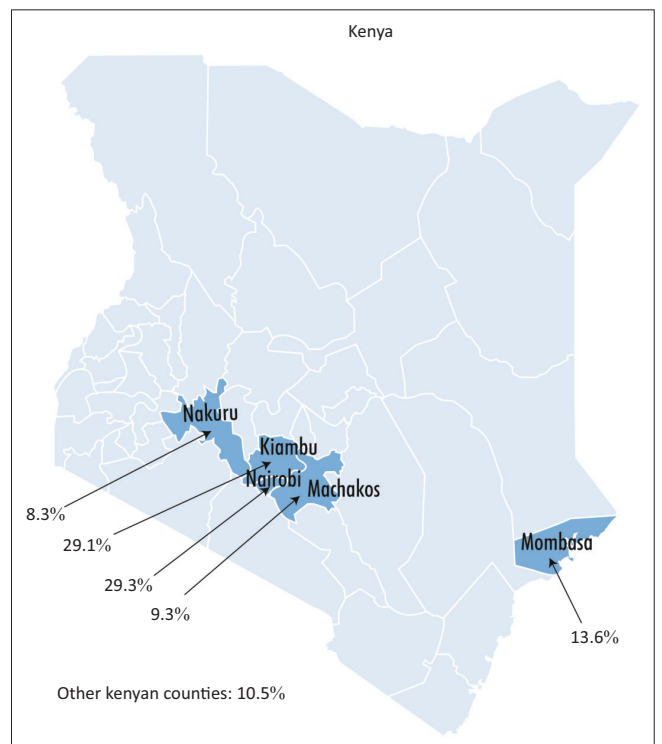 Kenya
Nakuru
Kiambu
Nairobi
Machakos
Mombasa
8.3%
29.1%
29.3%
9.3%
13.6%
Other kenyan counties: 10.5%